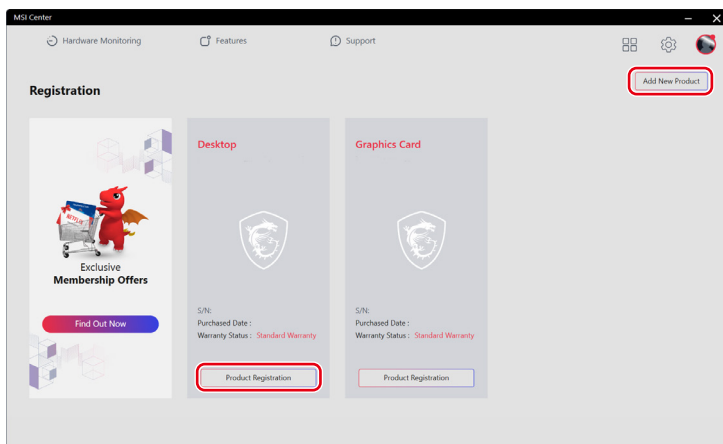 MSI Center
Hardware Monitoring
Features
Support
Add New Product
Registration
Desktop
Graphics Card
NETFLIX
Exclusive
Membership Offers
Find Out Now
S/N:
Purchased Date :
Warranty Status : Standard Warranty
Product Registration
S/N:
Purchased Date :
Warranty Status : Standard Warranty
Product Registration